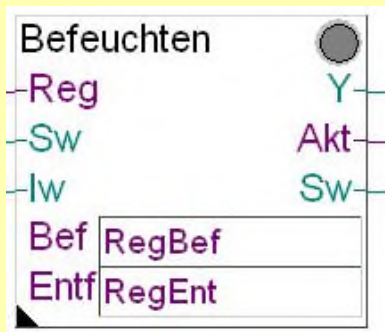 Befeuchten
Reg Y
Sw Akt
Iw Sw
Bef RegBef
Entf RegEnt